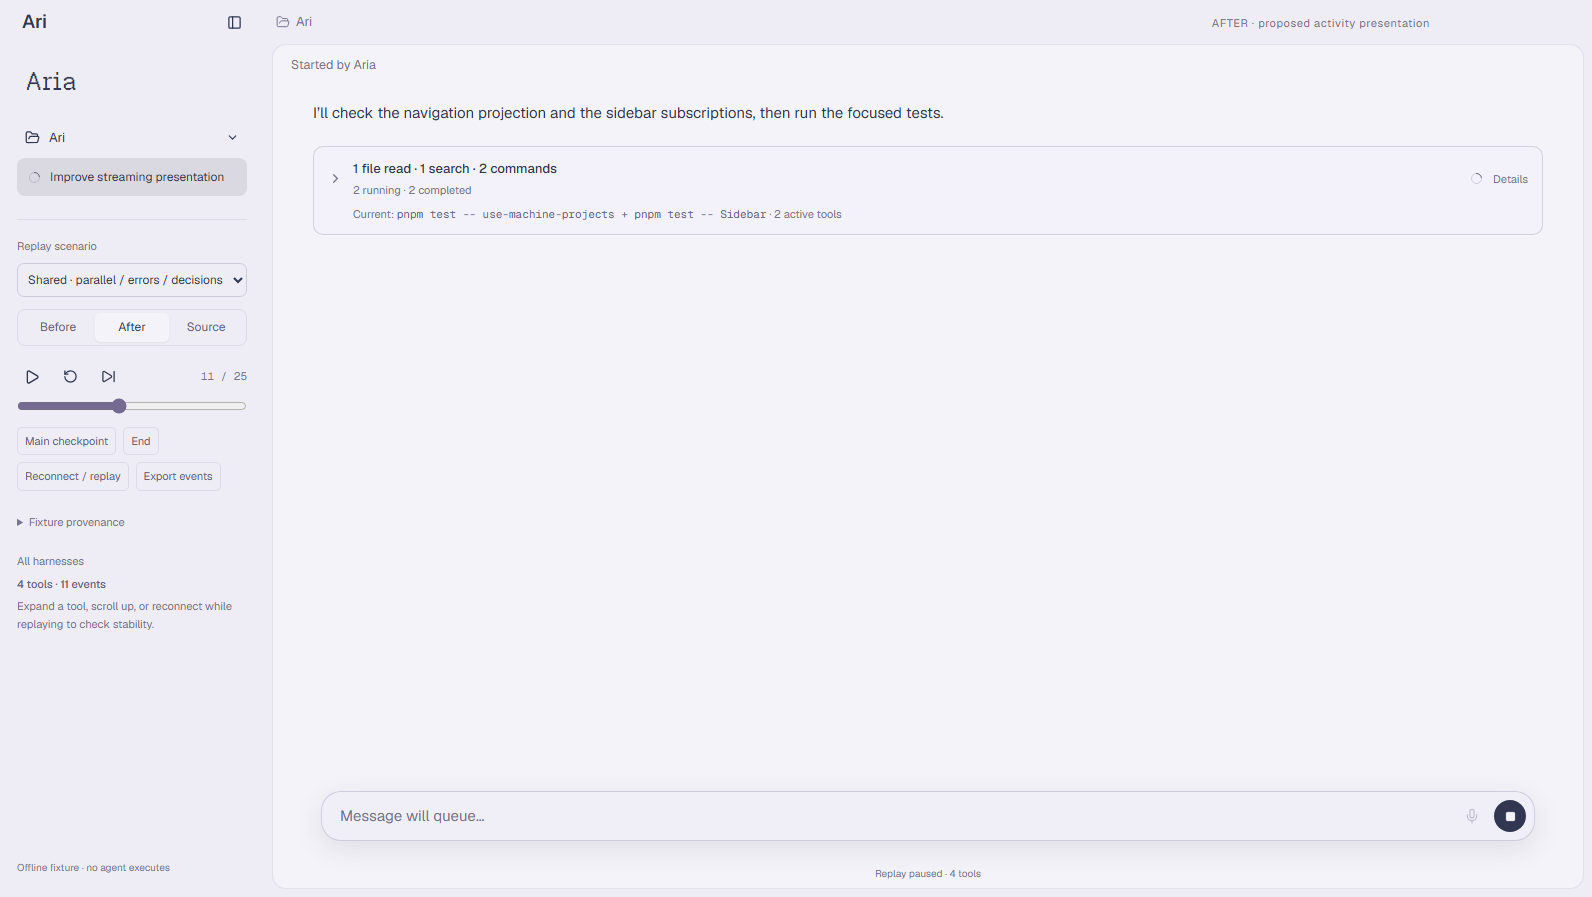 Ari
Ari
AFTER · proposed activity presentation
Aria
Ari
Improve streaming presentation
Replay scenario
Shared · parallel / errors / decisions
Before After Source
11 / 25
Main checkpoint End
Reconnect / replay Export events
Fixture provenance
All harnesses
4 tools · 11 events
Expand a tool, scroll up, or reconnect while
replaying to check stability.
Offline fixture · no agent executes
Started by Aria
I'll check the navigation projection and the sidebar subscriptions, then run the focused tests.
1 file read · 1 search · 2 commands
2 running · 2 completed
Current: pnpm test -- use-machine-projects + pnpm test -- Sidebar · 2 active tools
Details
Message will queue...
Replay paused · 4 tools